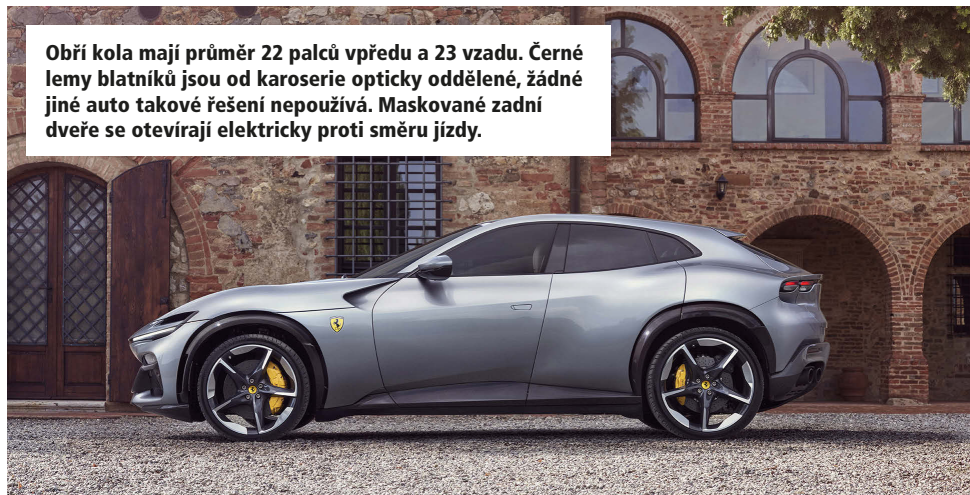 Obří kola mají průměr 22 palců vpředu a 23 vzadu. Černé
lemy blatníků jsou od karoserie opticky oddělené, žádné
jiné auto takové řešení nepoužívá. Maskované zadní
dveře se otevírají elektricky proti směru jízdy.